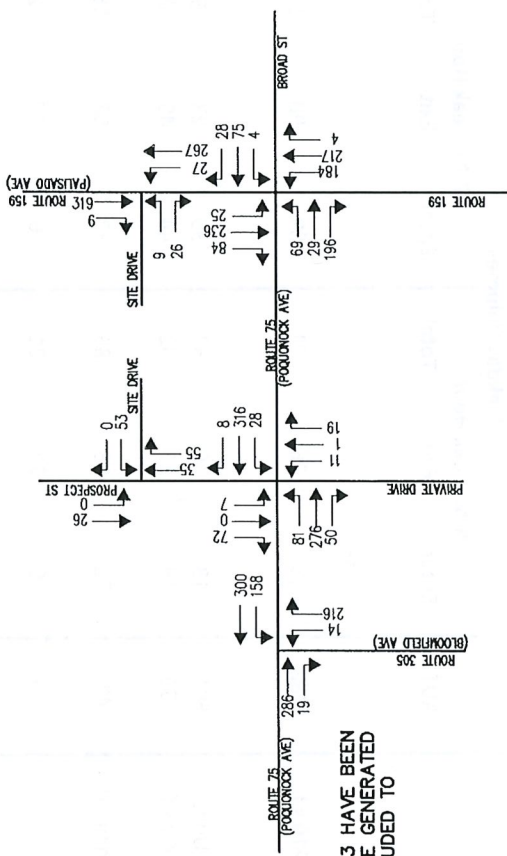 ROUTE 159
(PALISADO AVE)
319
6
267
27
SITE DRIVE
9
26
28
75
4
BROAD ST
25
236
84
4
217
184
69
29
196
ROUTE 159
ROUTE 75
(POQUONOCK AVE)
SITE DRIVE
0
53
55
35
PROSPECT ST
0
26
8
316
28
7
0
72
19
1
11
81
276
50
PRIVATE DRIVE
300
158
216
14
286
19
ROUTE 305
(BLOOMFIELD AVE)
ROUTE 75
(POQUONOCK AVE)
3 HAVE BEEN
E GENERATED
UDED TO